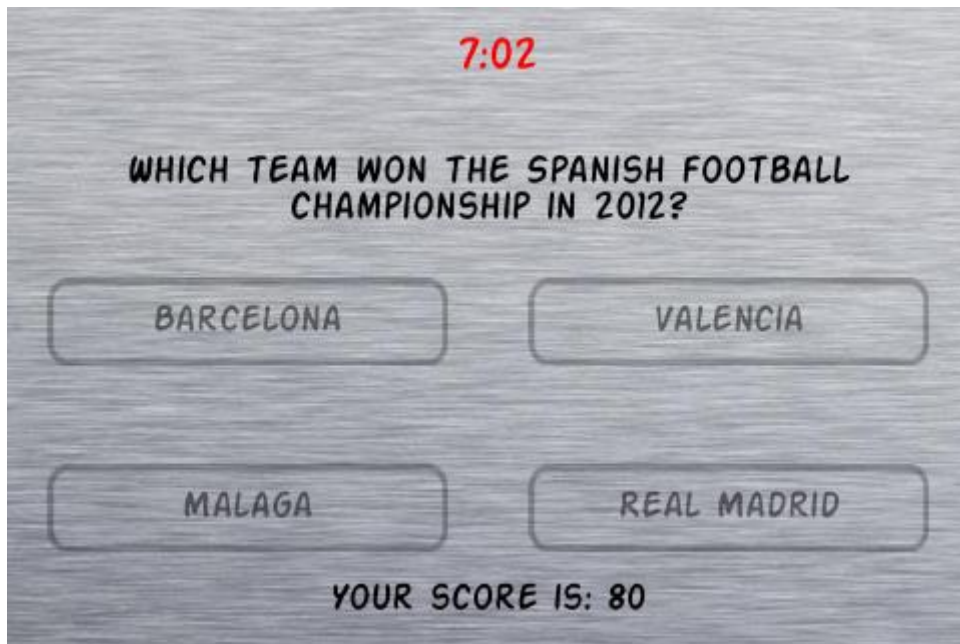 7:02
WHICH TEAM WON THE SPANISH FOOTBALL
CHAMPIONSHIP IN 2012?
BARCELONA
VALENCIA
MALAGA
REAL MADRID
YOUR SCORE IS: 80